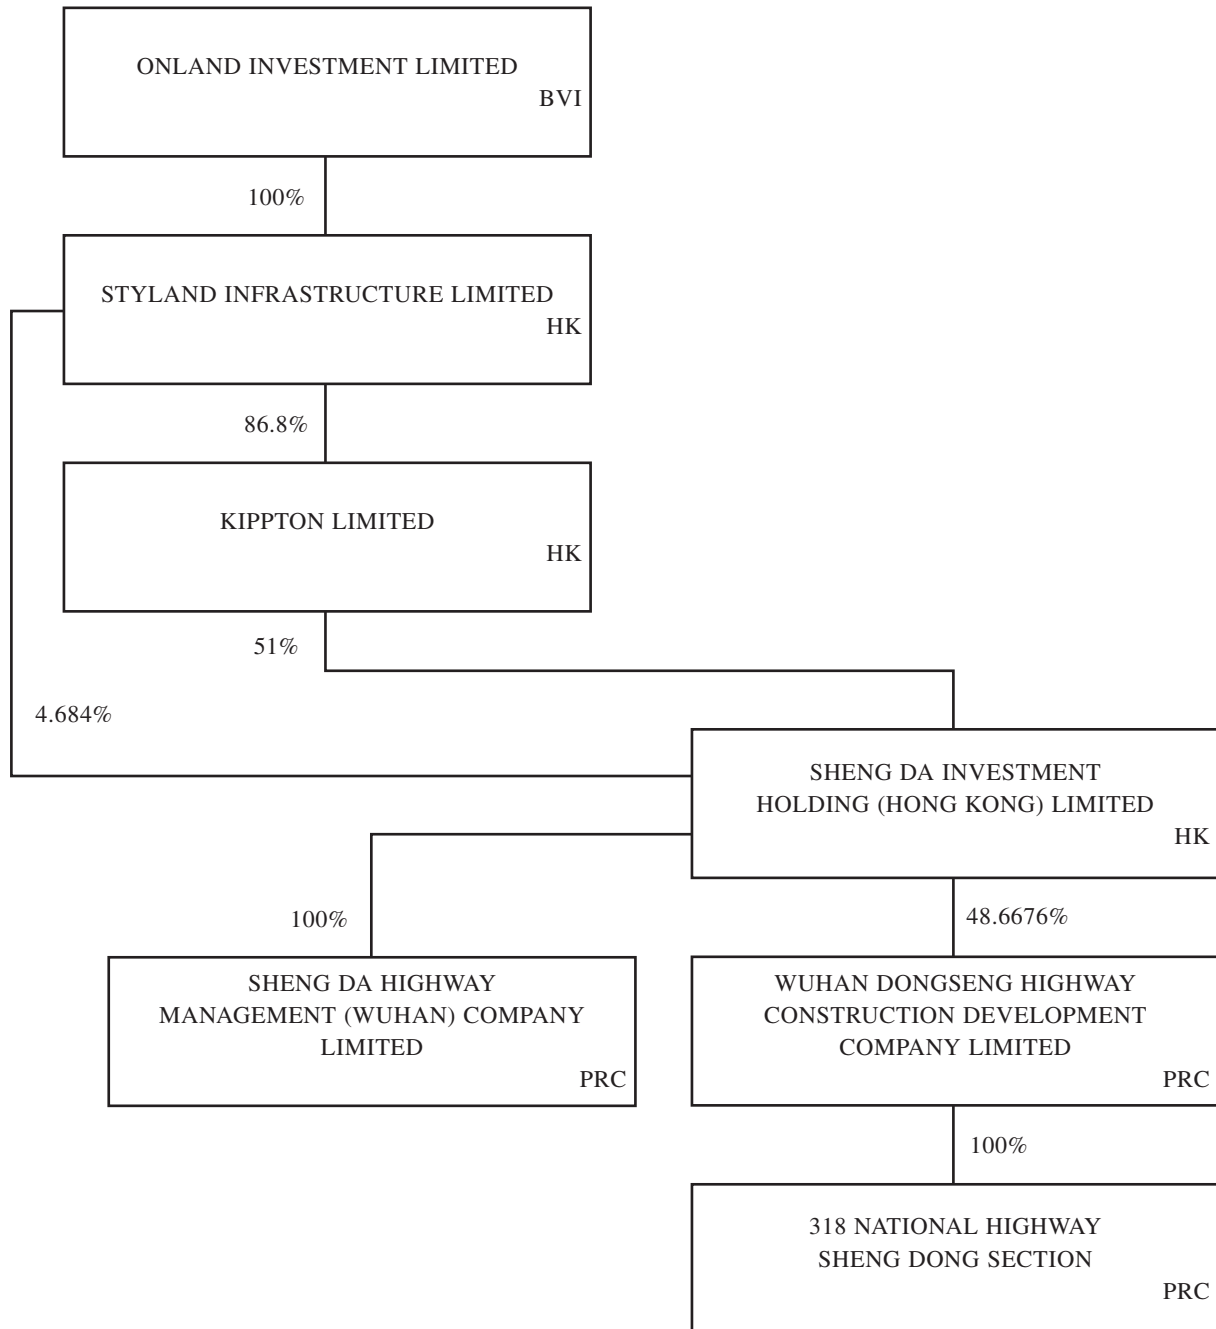 ONLAND INVESTMENT LIMITED
BVI
100%
STYLAND INFRASTRUCTURE LIMITED
HK
86.8%
KIPPTON LIMITED
HK
51%
4.684%
SHENG DA INVESTMENT
HOLDING (HONG KONG) LIMITED
HK
100%
48.6676%
SHENG DA HIGHWAY
MANAGEMENT (WUHAN) COMPANY
LIMITED
PRC
WUHAN DONGSENG HIGHWAY
CONSTRUCTION DEVELOPMENT
COMPANY LIMITED
PRC
100%
318 NATIONAL HIGHWAY
SHENG DONG SECTION
PRC